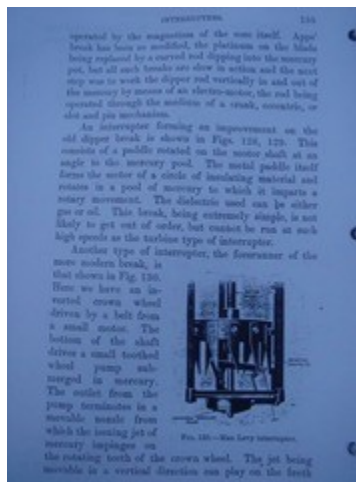 INTERRUPTERS.
operated by the magnetism of the core itself. Apps'
break has been so modified, the platinum on the blade
being replaced by a curved rod dipping into the mercury
pot, but all such breaks are slow in action and the next
step was to work the dipper rod vertically in and out of
the mercury by means of an electro-motor, the rod being
operated through the medium of a crank, eccentric, or
slot and pin mechanism.
An interrupter forming an improvement on the
old dipper break is shown in Figs. 128, 129. This
consists of a paddle rotated on the motor shaft at an
angle to the mercury pool. The metal paddle itself
forms the sector of a circle of insulating material and
rotates in a pool of mercury to which it imparts a
rotary movement. The dielectric used can be either
gas or oil. This break, being extremely simple, is not
likely to get out of order, but cannot be run at such
high speeds as the turbine type of interrupter.
Another type of interrupter, the forerunner of the
more modern break, is
that shown in Fig. 130.
Here we have an in-
verted crown wheel
driven by a belt from
a small motor. The
bottom of the shaft
drives a small toothed
wheel pump sub-
merged in mercury.
The outlet from the
pump terminates in a
movable nozzle from
which the issuing jet of
mercury impinges on
the rotating teeth of the crown wheel. The jet being
movable in a vertical direction can play on the teeth
Fig. 130.—Max Levy interrupter.